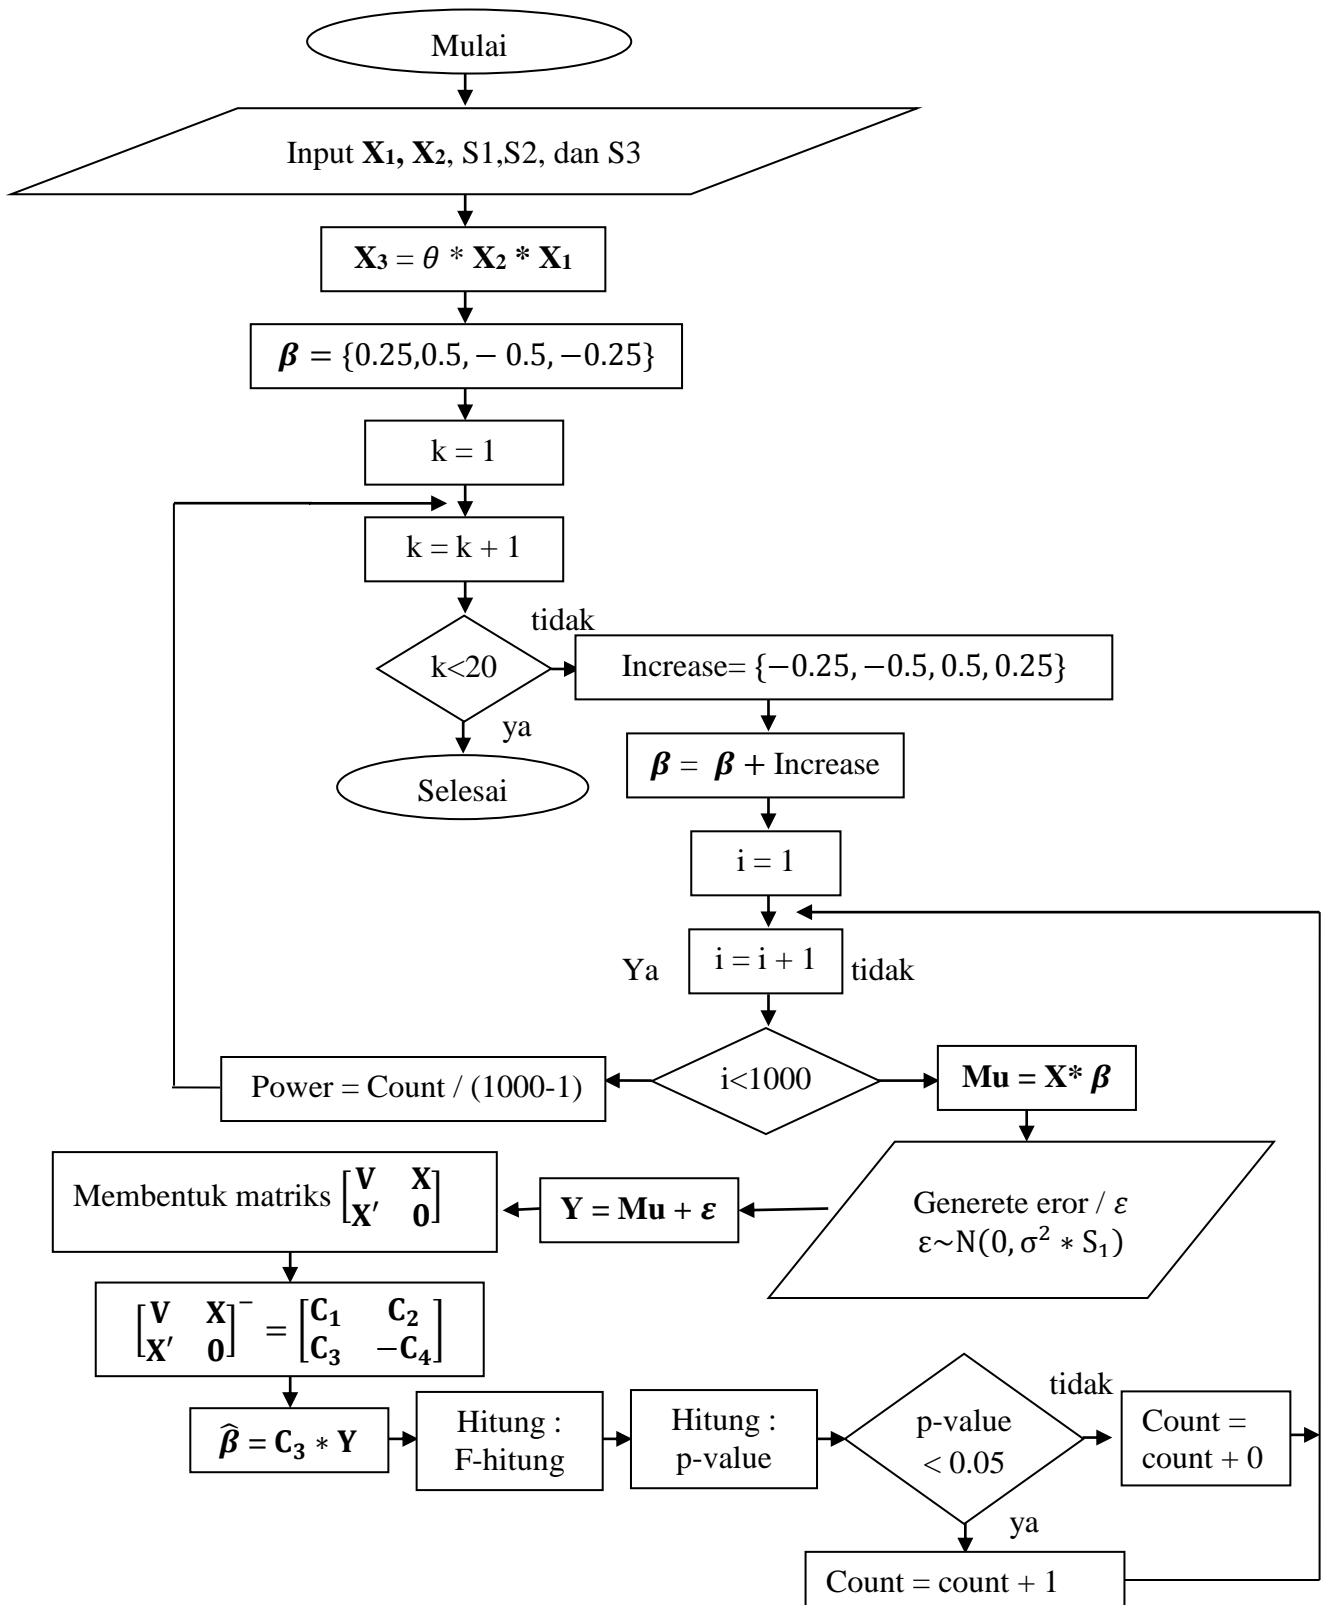 Mulai
Input X₁, X₂, S1,S2, dan S3
X₃ = θ * X₂ * X₁
β = {0.25,0.5, − 0.5, −0.25}
k = 1
k = k + 1
tidak
k<20
Increase= {−0.25, −0.5, 0.5, 0.25}
ya
Selesai
β = β + Increase
i = 1
Ya
i = i + 1
tidak
i<1000
Power = Count / (1000-1)
Mu = X* β
Generete eror / ε
ε~N(0, σ² * S₁)
Y = Mu + ε
Membentuk matriks [V X
X′ 0]
[V X
X′ 0]⁻ = [C₁ C₂
C₃ −C₄]
β̂ = C₃ * Y
Hitung :
F-hitung
Hitung :
p-value
p-value
< 0.05
tidak
Count =
count + 0
ya
Count = count + 1